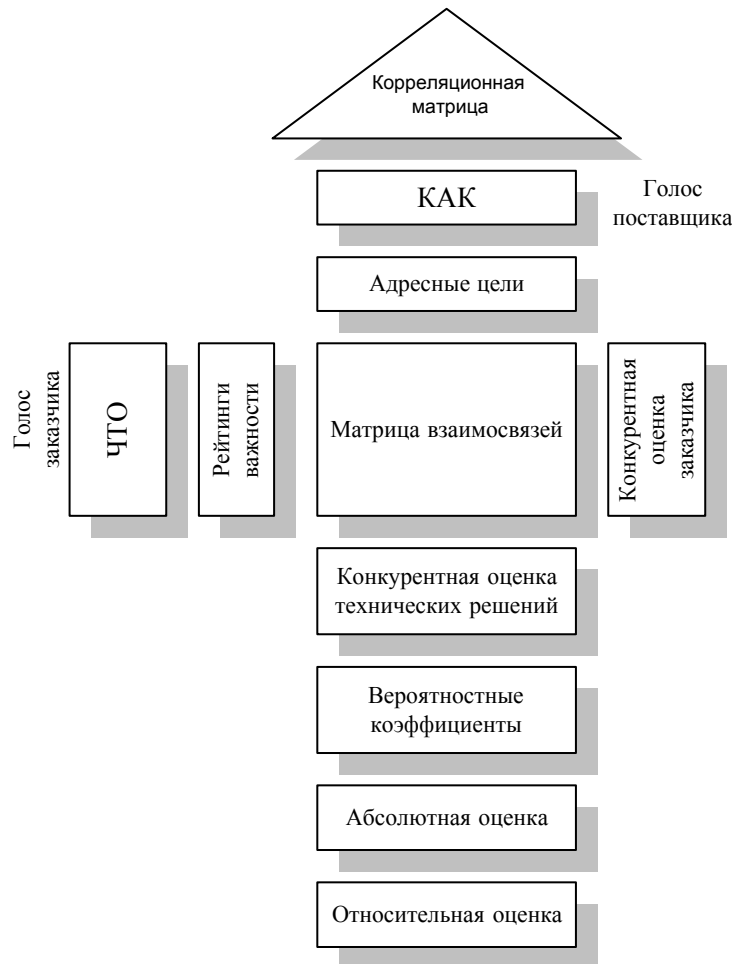 Корреляционная
матрица
КАК
Голос
поставщика
Адресные цели
Голос
заказчика
ЧТО
Рейтинги
важности
Матрица взаимосвязей
Конкурентная
оценка
заказчика
Конкурентная оценка
технических решений
Вероятностные
коэффициенты
Абсолютная оценка
Относительная оценка